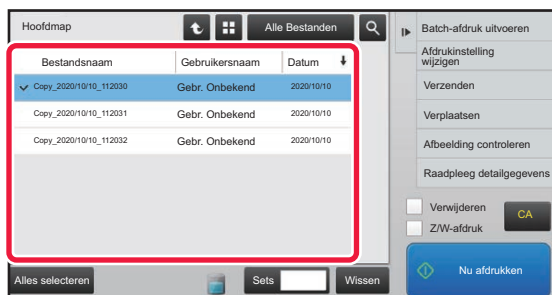 Hoofdmap
Alle Bestanden
Bestandsnaam Gebruikersnaam Datum
Copy_2020/10/10_112030 Gebr. Onbekend 2020/10/10
Copy_2020/10/10_112031 Gebr. Onbekend 2020/10/10
Copy_2020/10/10_112032 Gebr. Onbekend 2020/10/10
Alles selecteren
Sets
Wissen
Batch-afdruk uitvoeren
Afdrukinstelling
wijzigen
Verzenden
Verplaatsen
Afbeelding controleren
Raadpleeg detailgegevens
Verwijderen
Z/W-afdruk
CA
Nu afdrukken